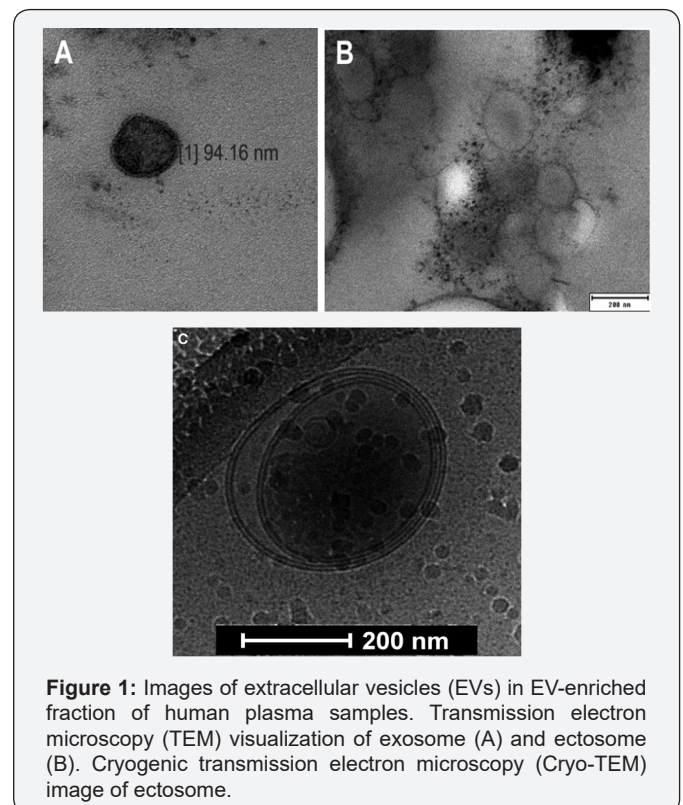 A
B
[1] 94.16 nm
200 nm
C
200 nm
Figure 1: Images of extracellular vesicles (EVs) in EV-enriched
fraction of human plasma samples. Transmission electron
microscopy (TEM) visualization of exosome (A) and ectosome
(B). Cryogenic transmission electron microscopy (Cryo-TEM)
image of ectosome.